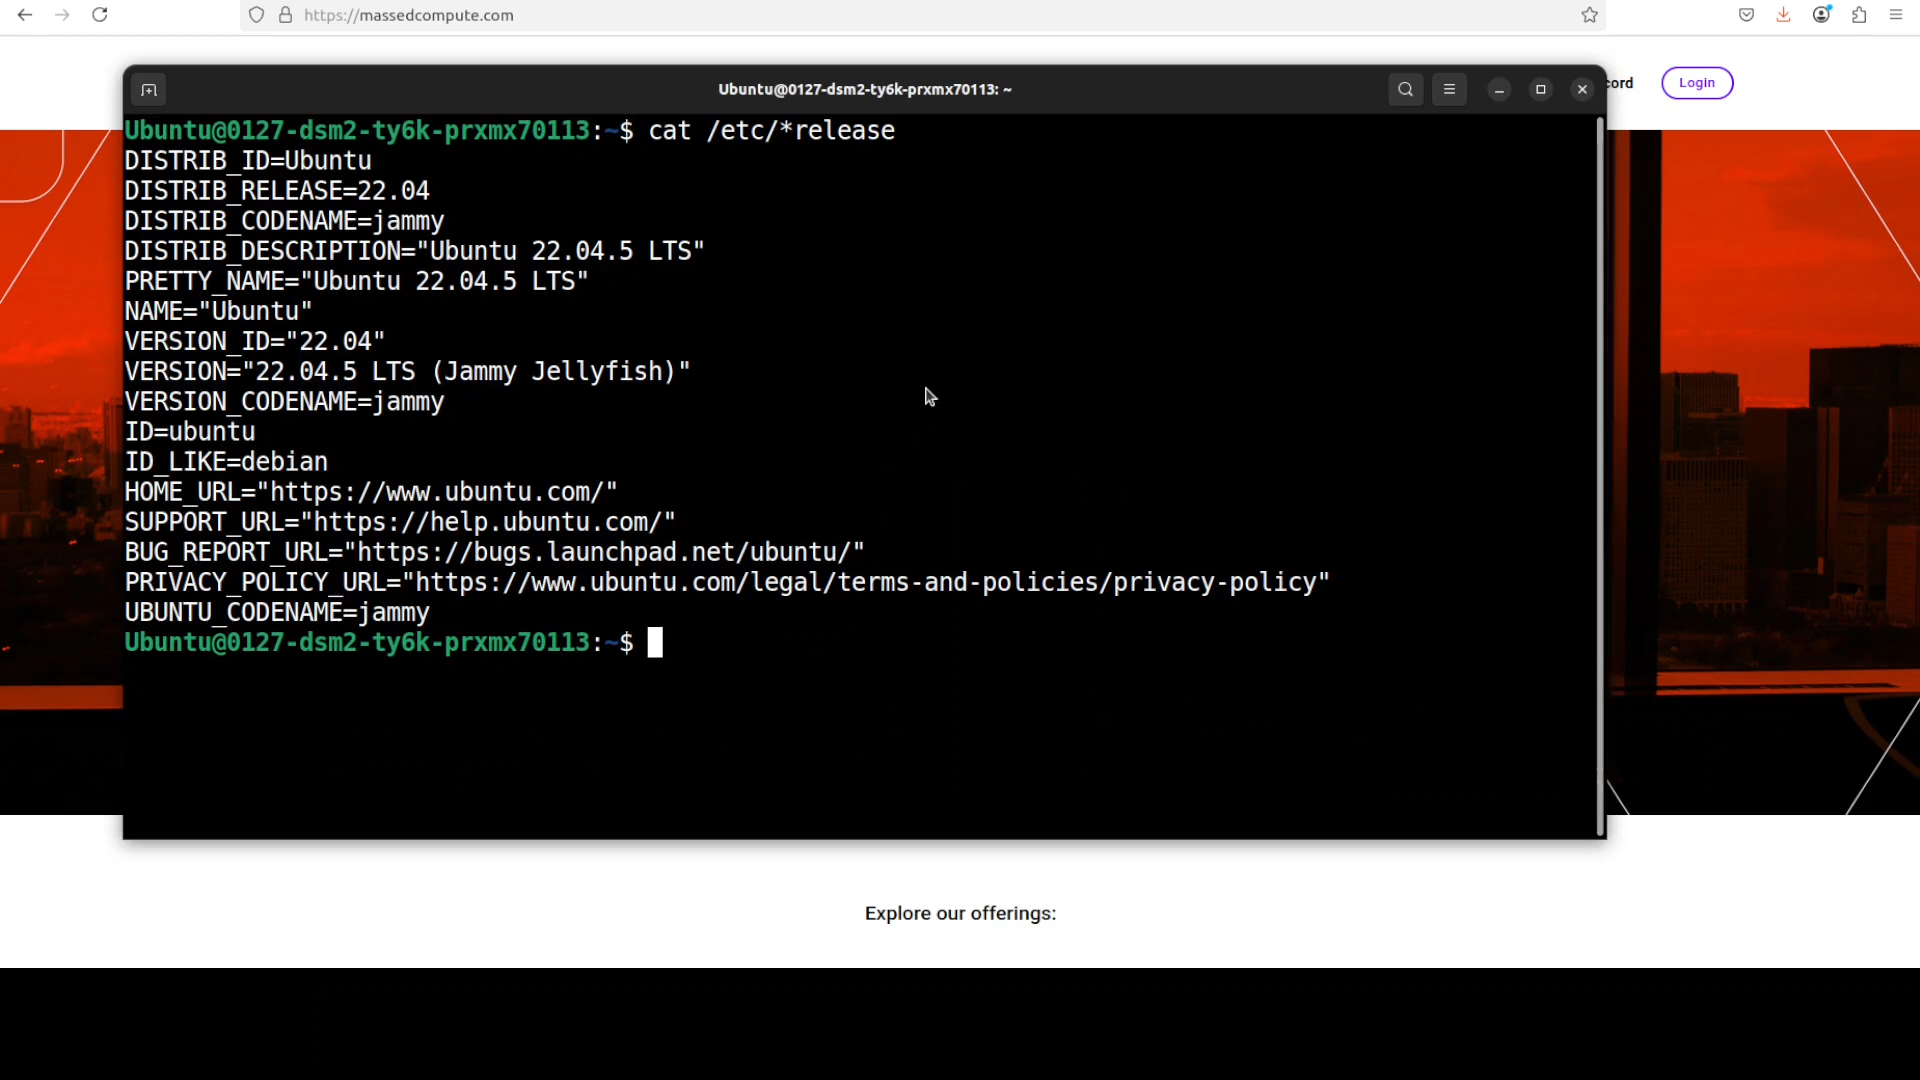 https://massedcompute.com
Ubuntu@0127-dsm2-ty6k-prxmx70113: ~
cord
Login
Ubuntu@0127-dsm2-ty6k-prxmx70113:~$ cat /etc/*release
DISTRIB_ID=Ubuntu
DISTRIB_RELEASE=22.04
DISTRIB_CODENAME=jammy
DISTRIB_DESCRIPTION="Ubuntu 22.04.5 LTS"
PRETTY_NAME="Ubuntu 22.04.5 LTS"
NAME="Ubuntu"
VERSION_ID="22.04"
VERSION="22.04.5 LTS (Jammy Jellyfish)"
VERSION_CODENAME=jammy
ID=ubuntu
ID_LIKE=debian
HOME_URL="https://www.ubuntu.com/"
SUPPORT_URL="https://help.ubuntu.com/"
BUG_REPORT_URL="https://bugs.launchpad.net/ubuntu/"
PRIVACY_POLICY_URL="https://www.ubuntu.com/legal/terms-and-policies/privacy-policy"
UBUNTU_CODENAME=jammy
Ubuntu@0127-dsm2-ty6k-prxmx70113:~$
Explore our offerings: